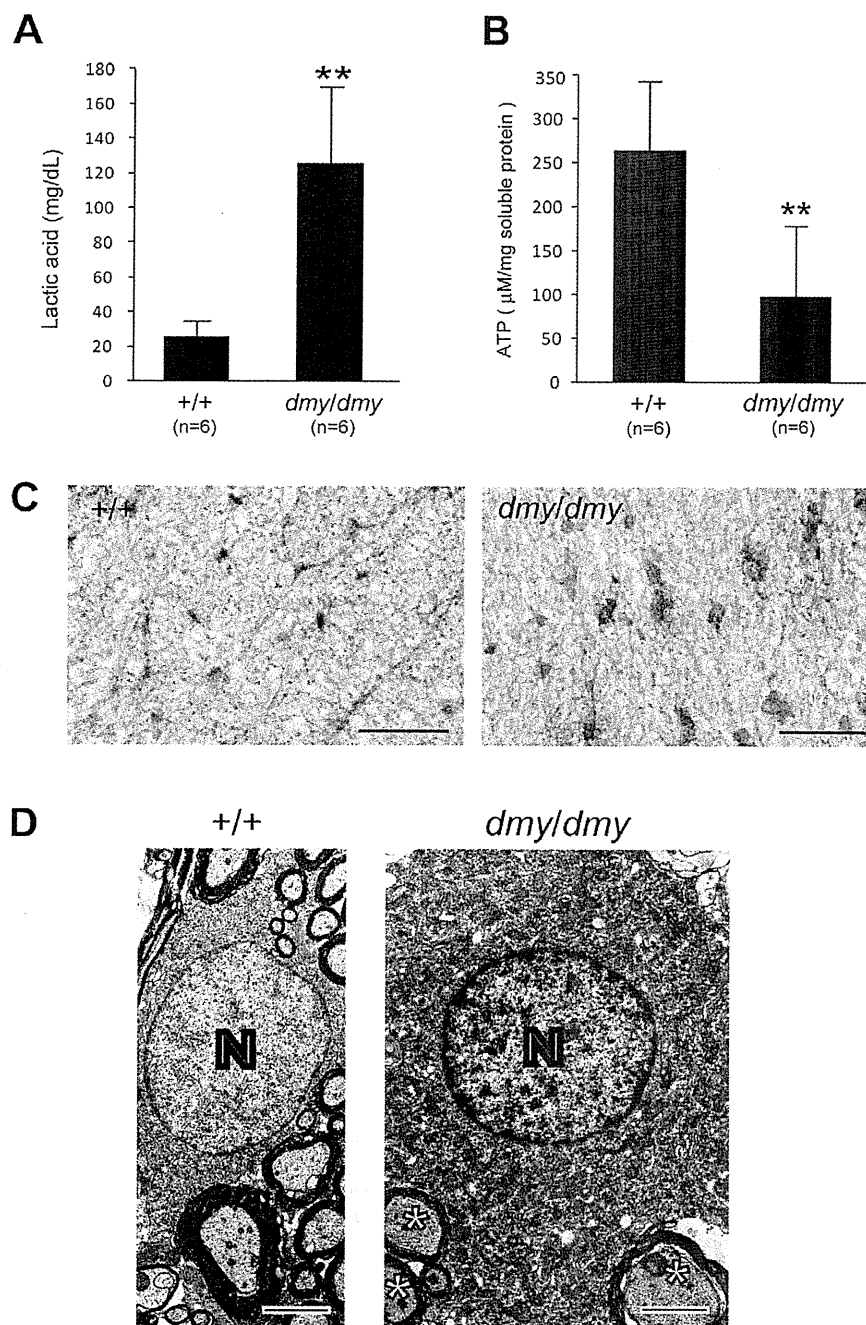 A
Lactic acid (mg/dL)
180
160
140
120
100
80
60
40
20
0
**
+/+
(n=6)
dmy/dmy
(n=6)
B
ATP ( μM/mg soluble protein )
350
300
250
200
150
100
50
0
**
+/+
(n=6)
dmy/dmy
(n=6)
C
+/+
dmy/dmy
D
+/+
dmy/dmy
N
N
*
*
*